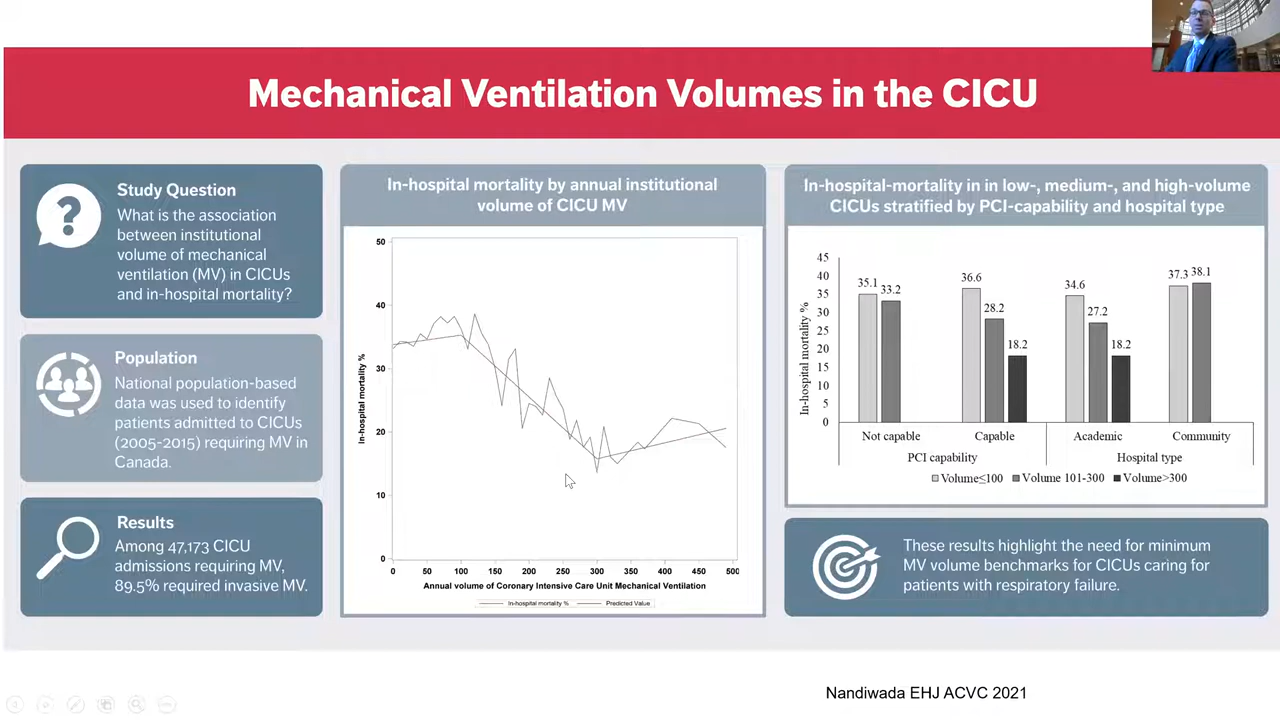 Mechanical Ventilation Volumes in the CICU
Study Question
What is the association
between institutional
volume of mechanical
ventilation (MV) in CICUs
and in-hospital mortality?
Population
National population-based
data was used to identify
patients admitted to CICUs
(2005-2015) requiring MV in
Canada.
Results
Among 47,173 CICU
admissions requiring MV,
89.5% required invasive MV.
In-hospital mortality by annual institutional
volume of CICU MV
In-hospital mortality %
50
40
30
20
10
0
0 50 100 150 200 250 300 350 400 450 500
Annual volume of Coronary Intensive Care Unit Mechanical Ventilation
In-hospital mortality % Predicted Value
In-hospital-mortality in in low-, medium-, and high-volume
CICUs stratified by PCI-capability and hospital type
In-hospital mortality %
45
40
35
30
25
20
15
10
5
0
35.1 33.2 36.6 28.2 18.2 34.6 27.2 18.2 37.3 38.1
Not capable Capable Academic Community
PCI capability Hospital type
Volume≤100 Volume 101-300 Volume>300
These results highlight the need for minimum
MV volume benchmarks for CICUs caring for
patients with respiratory failure.
Nandiwada EHJ ACVC 2021